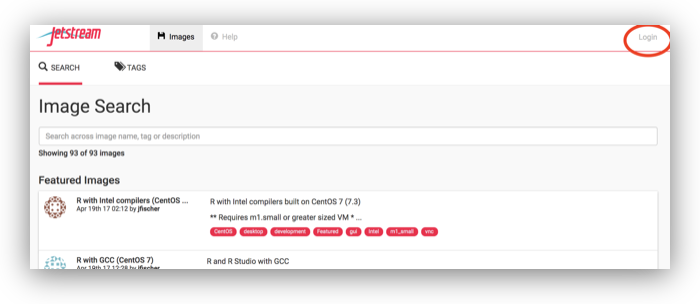 Jetstream
Images
Help
Login
SEARCH
TAGS
Image Search
Search across image name, tag or description
Showing 93 of 93 images
Featured Images
R with Intel compilers (CentOS ...
Apr 19th 17 02:12 by jfischer
R with Intel compilers built on CentOS 7 (7.3)
** Requires m1.small or greater sized VM * ...
CentOS desktop development Featured gui Intel m1_small vnc
R with GCC (CentOS 7)
Apr 19th 17 12:28 by jfischer
R and R Studio with GCC